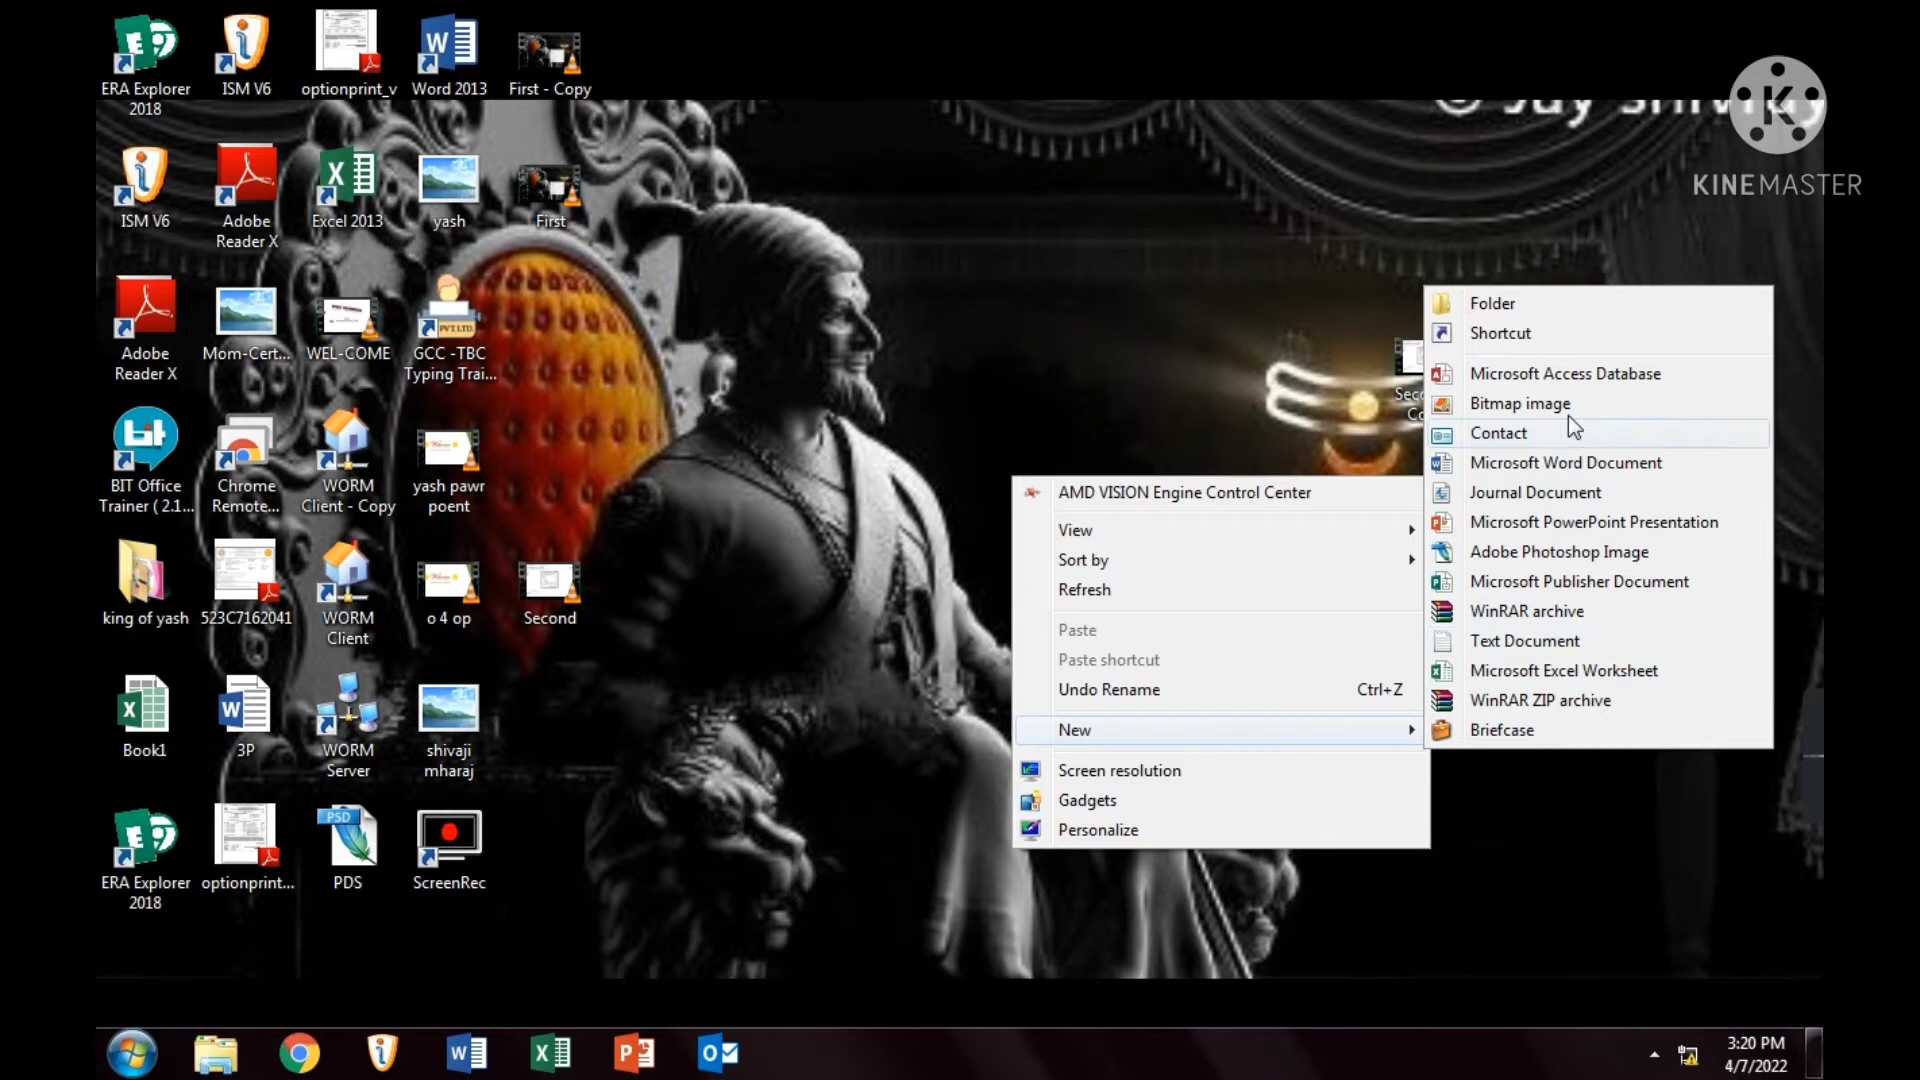 ERA Explorer
2018
ISM V6
optionprint_v
Word 2013
First - Copy
KINEMASTER
ISM V6
Adobe
Reader X
Excel 2013
yash
First
Adobe
Reader X
Mom-Cert...
WEL-COME
PVT.LTD.
GCC -TBC
Typing Trai...
BIT Office
Trainer ( 2.1...
Chrome
Remote...
WORM
Client - Copy
yash pawr
poent
king of yash
523C7162041
WORM
Client
o 4 op
Second
Book1
3P
WORM
Server
shivaji
mharaj
ERA Explorer
2018
optionprint...
PSD
PDS
ScreenRec
AMD VISION Engine Control Center
View
Sort by
Refresh
Paste
Paste shortcut
Undo Rename Ctrl+Z
New
Screen resolution
Gadgets
Personalize
Folder
Shortcut
Microsoft Access Database
Bitmap image
Contact
Microsoft Word Document
Journal Document
Microsoft PowerPoint Presentation
Adobe Photoshop Image
Microsoft Publisher Document
WinRAR archive
Text Document
Microsoft Excel Worksheet
WinRAR ZIP archive
Briefcase
3:20 PM
4/7/2022